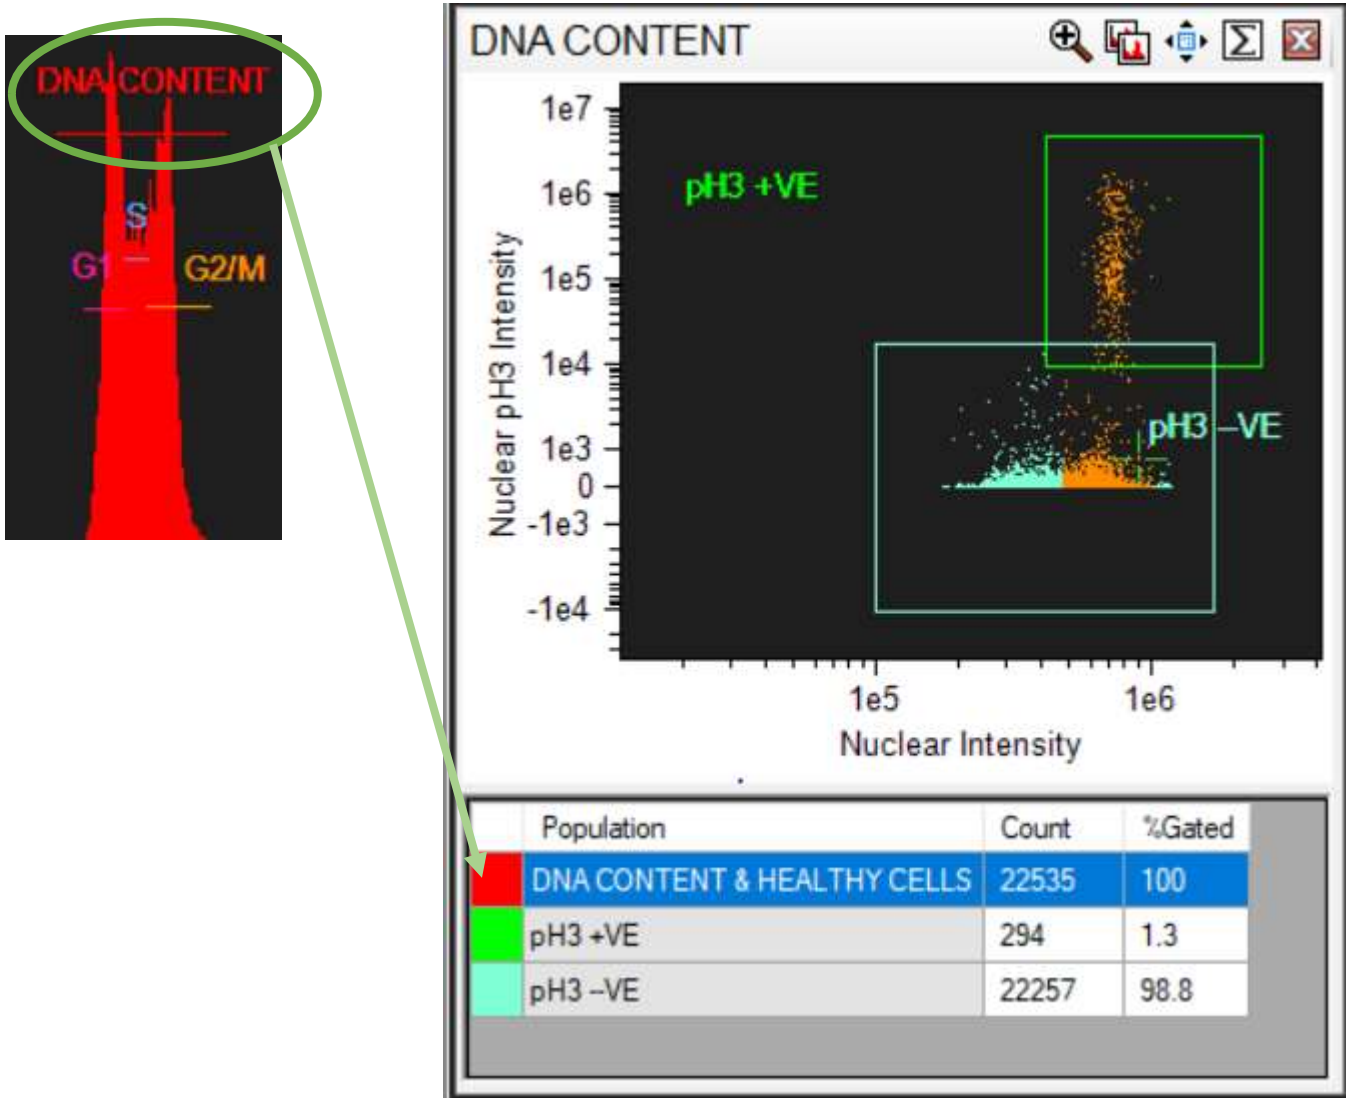 DNA CONTENT
S
G1
G2/M
DNA CONTENT
1e7
1e6
1e5
1e4
1e3
0
-1e3
-1e4
Nuclear pH3 Intensity
pH3 +VE
pH3 --VE
1e5 1e6
Nuclear Intensity
Population Count %Gated
DNA CONTENT & HEALTHY CELLS 22535 100
pH3 +VE 294 1.3
pH3 --VE 22257 98.8